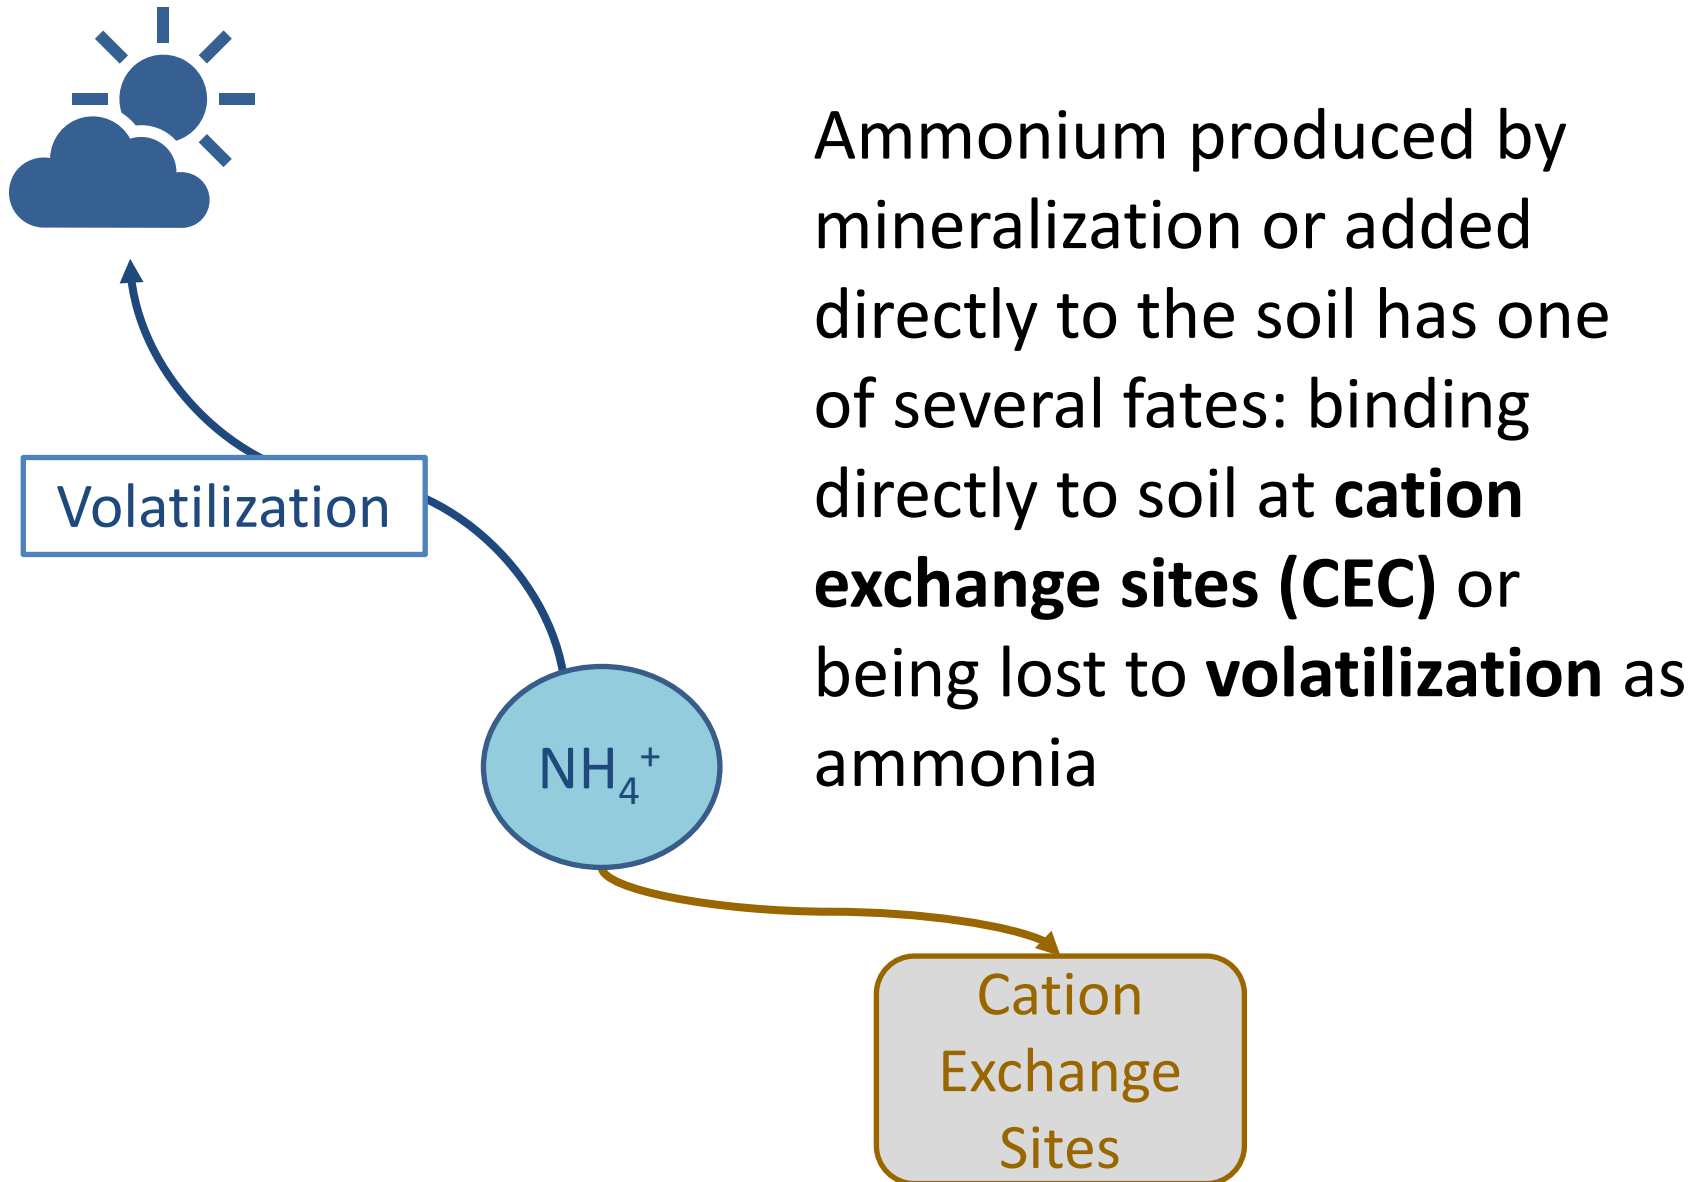 Ammonium produced by
mineralization or added
directly to the soil has one
of several fates: binding
directly to soil at cation
exchange sites (CEC) or
being lost to volatilization as
ammonia
Volatilization
NH₄⁺
Cation
Exchange
Sites